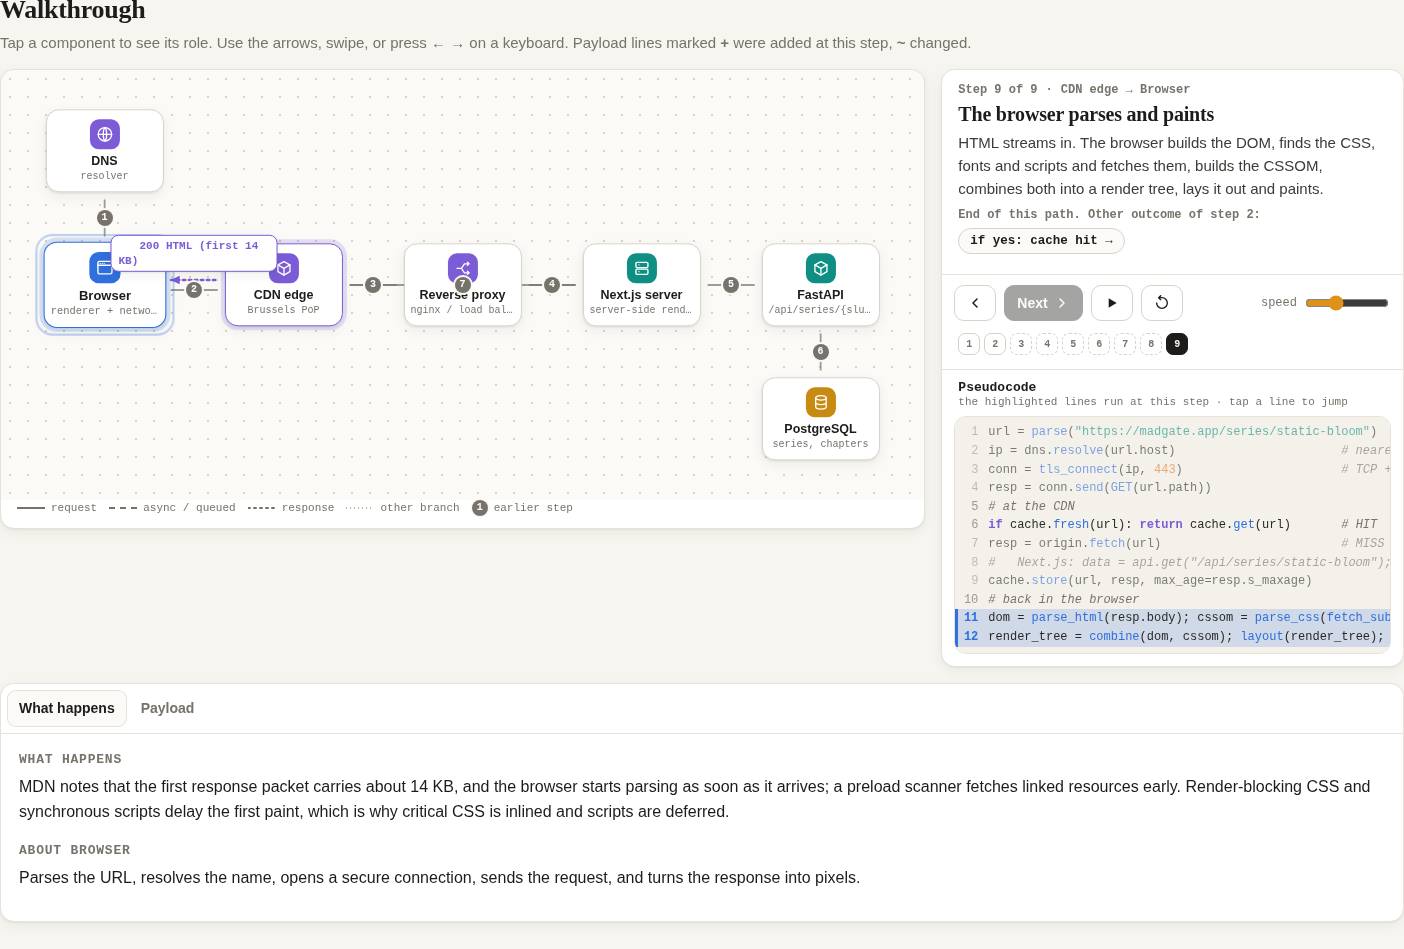 Walkthrough
Tap a component to see its role. Use the arrows, swipe, or press ← → on a keyboard. Payload lines marked + were added at this step, ~ changed.
DNS
resolver
1
200 HTML (first 14
KB)
Browser
renderer + netwo…
2
CDN edge
Brussels PoP
3
7
Reverse proxy
nginx / load bal…
4
Next.js server
server-side rend…
5
FastAPI
/api/series/{slu…
6
PostgreSQL
series, chapters
request
async / queued
response
other branch
1 earlier step
Step 9 of 9 · CDN edge → Browser
The browser parses and paints
HTML streams in. The browser builds the DOM, finds the CSS,
fonts and scripts and fetches them, builds the CSSOM,
combines both into a render tree, lays it out and paints.
End of this path. Other outcome of step 2:
if yes: cache hit →
Next
speed
1 2 3 4 5 6 7 8 9
Pseudocode
the highlighted lines run at this step · tap a line to jump
1 url = parse("https://madgate.app/series/static-bloom")
2 ip = dns.resolve(url.host) # neare
3 conn = tls_connect(ip, 443) # TCP +
4 resp = conn.send(GET(url.path))
5 # at the CDN
6 if cache.fresh(url): return cache.get(url) # HIT
7 resp = origin.fetch(url) # MISS
8 # Next.js: data = api.get("/api/series/static-bloom");
9 cache.store(url, resp, max_age=resp.s_maxage)
10 # back in the browser
11 dom = parse_html(resp.body); cssom = parse_css(fetch_sub
12 render_tree = combine(dom, cssom); layout(render_tree);
What happens
Payload
WHAT HAPPENS
MDN notes that the first response packet carries about 14 KB, and the browser starts parsing as soon as it arrives; a preload scanner fetches linked resources early. Render-blocking CSS and
synchronous scripts delay the first paint, which is why critical CSS is inlined and scripts are deferred.
ABOUT BROWSER
Parses the URL, resolves the name, opens a secure connection, sends the request, and turns the response into pixels.